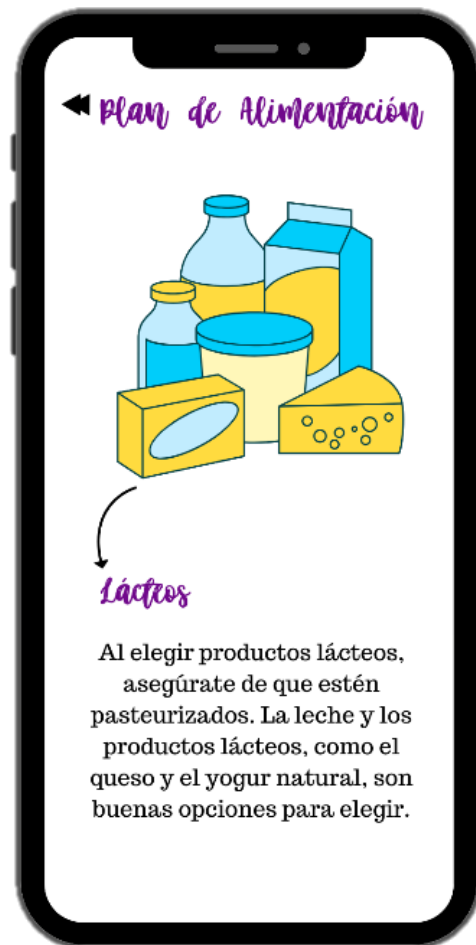 Plan de Alimentación
Lácteos
Al elegir productos lácteos,
asegúrate de que estén
pasteurizados. La leche y los
productos lácteos, como el
queso y el yogur natural, son
buenas opciones para elegir.